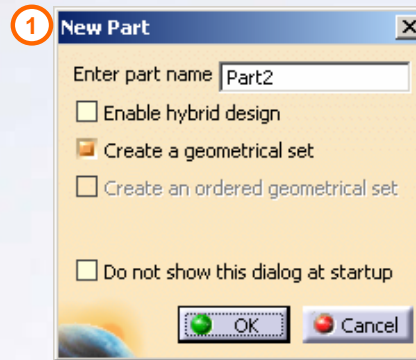 1
New Part
Enter part name Part2
Enable hybrid design
Create a geometrical set
Create an ordered geometrical set
Do not show this dialog at startup
OK Cancel